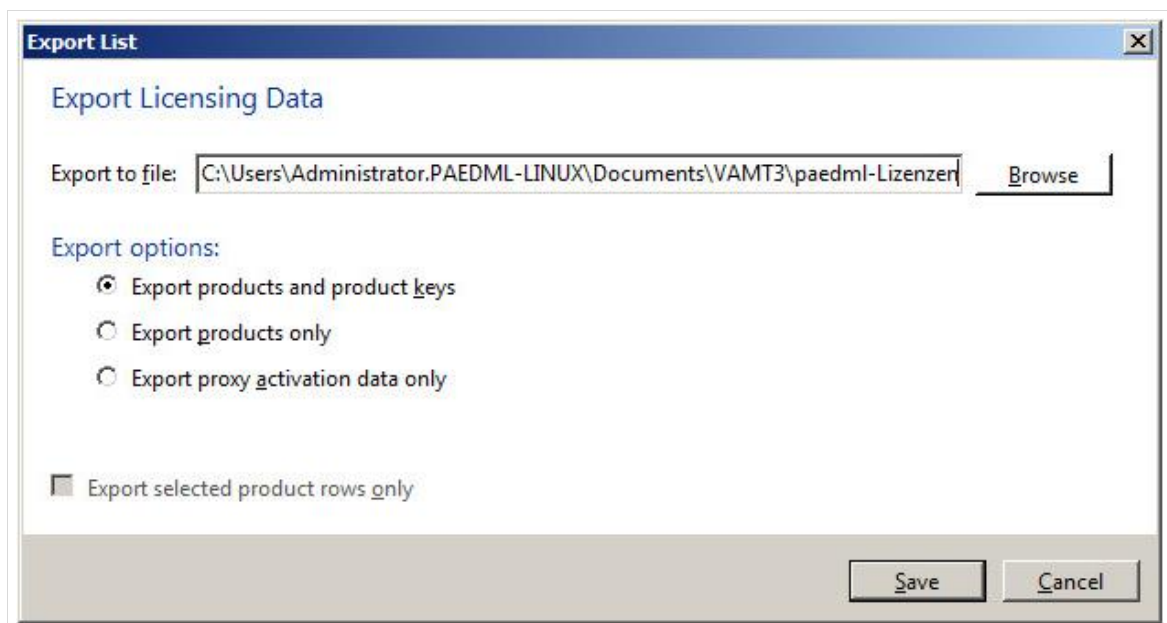 Export List
Export Licensing Data
Export to file: C:\Users\Administrator.PAEDML-LINUX\Documents\VAMT3\paedml-Lizenzen Browse
Export options:
Export products and product keys
Export products only
Export proxy activation data only
Export selected product rows only
Save Cancel